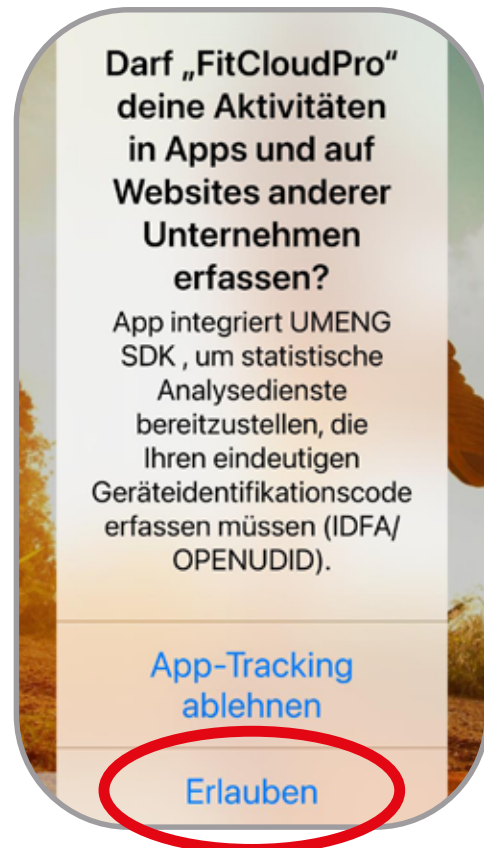 Darf „FitCloudPro“
deine Aktivitäten
in Apps und auf
Websites anderer
Unternehmen
erfassen?
App integriert UMENG
SDK , um statistische
Analysedienste
bereitzustellen, die
Ihren eindeutigen
Geräteidentifikationscode
erfassen müssen (IDFA/
OPENUDID).
App-Tracking
ablehnen
Erlauben